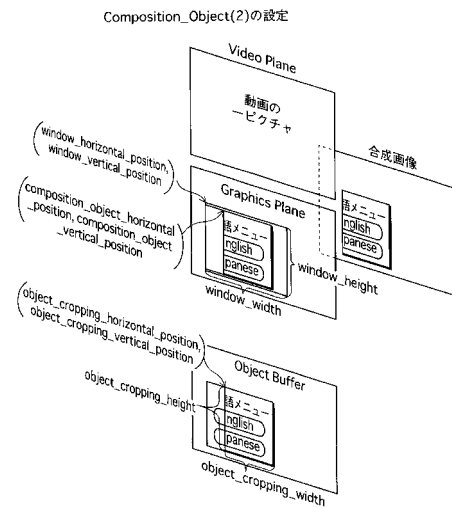 Composition_Object(2)の設定
Video Plane
動画の
一ピクチャ
(window_horizontal_position,
window_vertical_position)
合成画像
Graphics Plane
(composition_object_horizontal
_position, composition_object
_vertical_position)
語メニュー
nglish
panese
語メニュー
nglish
panese
window_height
window_width
(object_cropping_horizontal_position,
object_cropping_vertical_position)
Object Buffer
object_cropping_height
語メニュー
nglish
panese
object_cropping_width